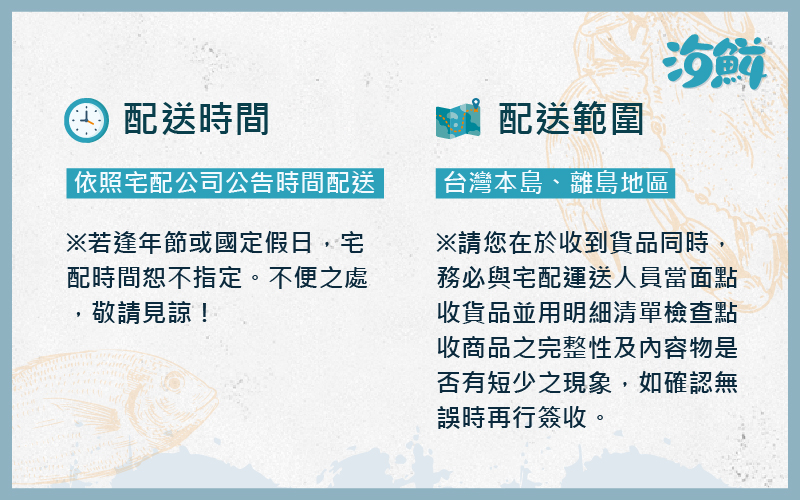 海鮮
配送時間
依照宅配公司公告時間配送
※若逢年節或國定假日，宅
配時間恕不指定。不便之處
，敬請見諒！
配送範圍
台灣本島、離島地區
※請您在於收到貨品同時，
務必與宅配運送人員當面點
收貨品並用明細清單檢查點
收商品之完整性及內容物是
否有短少之現象，如確認無
誤時再行簽收。